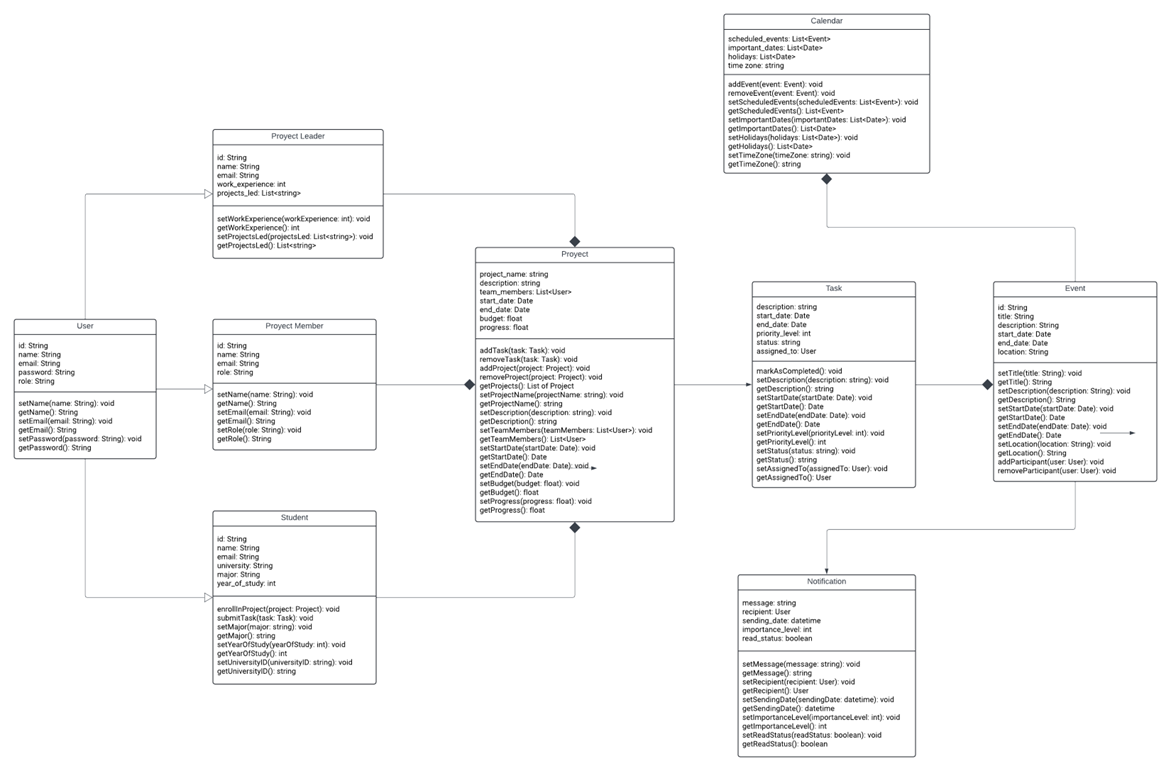 Calendar
scheduled_events: List<Event>
important_dates: List<Date>
holidays: List<Date>
time zone: string
addEvent(event: Event): void
removeEvent(event: Event): void
setScheduledEvents(scheduledEvents: List<Event>): void
getScheduledEvents(): List<Event>
setImportantDates(importantDates: List<Date>): void
getImportantDates(): List<Date>
setHolidays(holidays: List<Date>): void
getHolidays(): List<Date>
setTimeZone(timeZone: string): void
getTimeZone(): string
Proyect Leader
id: String
name: String
email: String
work_experience: int
projects_led: List<string>
setWorkExperience(workExperience: int): void
getWorkExperience(): int
setProjectsLed(projectsLed: List<string>): void
getProjectsLed(): List<string>
User
id: String
name: String
email: String
password: String
role: String
setName(name: String): void
getName(): String
setEmail(email: String): void
getEmail(): String
setPassword(password: String): void
getPassword(): String
Proyect Member
id: String
name: String
email: String
role: String
setName(name: String): void
getName(): String
setEmail(email: String): void
getEmail(): String
setRole(role: String): void
getRole(): String
Student
id: String
name: String
email: String
university: String
major: String
year_of_study: int
enrollInProject(project: Project): void
submitTask(task: Task): void
setMajor(major: string): void
getMajor(): string
setYearOfStudy(yearOfStudy: int): void
getYearOfStudy(): int
setUniversityID(universityID: string): void
getUniversityID(): string
Proyect
project_name: string
description: string
team_members: List<User>
start_date: Date
end_date: Date
budget: float
progress: float
addTask(task: Task): void
removeTask(task: Task): void
addProject(project: Project): void
removeProject(project: Project): void
getProjects(): List of Project
setProjectName(projectName: string): void
getProjectName(): string
setDescription(description: string): void
getDescription(): string
setTeamMembers(teamMembers: List<User>): void
getTeamMembers(): List<User>
setStartDate(startDate: Date): void
getStartDate(): Date
setEndDate(endDate: Date): void
getEndDate(): Date
setBudget(budget: float): void
getBudget(): float
setProgress(progress: float): void
getProgress(): float
Task
description: string
start_date: Date
end_date: Date
priority_level: int
status: string
assigned_to: User
markAsCompleted(): void
setDescription(description: string): void
getDescription(): string
setStartDate(startDate: Date): void
getStartDate(): Date
setEndDate(endDate: Date): void
getEndDate(): Date
setPriorityLevel(priorityLevel: int): void
getPriorityLevel(): int
setStatus(status: string): void
getStatus(): string
setAssignedTo(assignedTo: User): void
getAssignedTo(): User
Event
id: String
title: String
description: String
start_date: Date
end_date: Date
location: String
setTitle(title: String): void
getTitle(): String
setDescription(description: String): void
getDescription(): String
setStartDate(startDate: Date): void
getStartDate(): Date
setEndDate(endDate: Date): void
getEndDate(): Date
setLocation(location: String): void
getLocation(): String
addParticipant(user: User): void
removeParticipant(user: User): void
Notification
message: string
recipient: User
sending_date: datetime
importance_level: int
read_status: boolean
setMessage(message: string): void
getMessage(): string
setRecipient(recipient: User): void
getRecipient(): User
setSendingDate(sendingDate: datetime): void
getSendingDate(): datetime
setImportanceLevel(importanceLevel: int): void
getImportanceLevel(): int
setReadStatus(readStatus: boolean): void
getReadStatus(): boolean